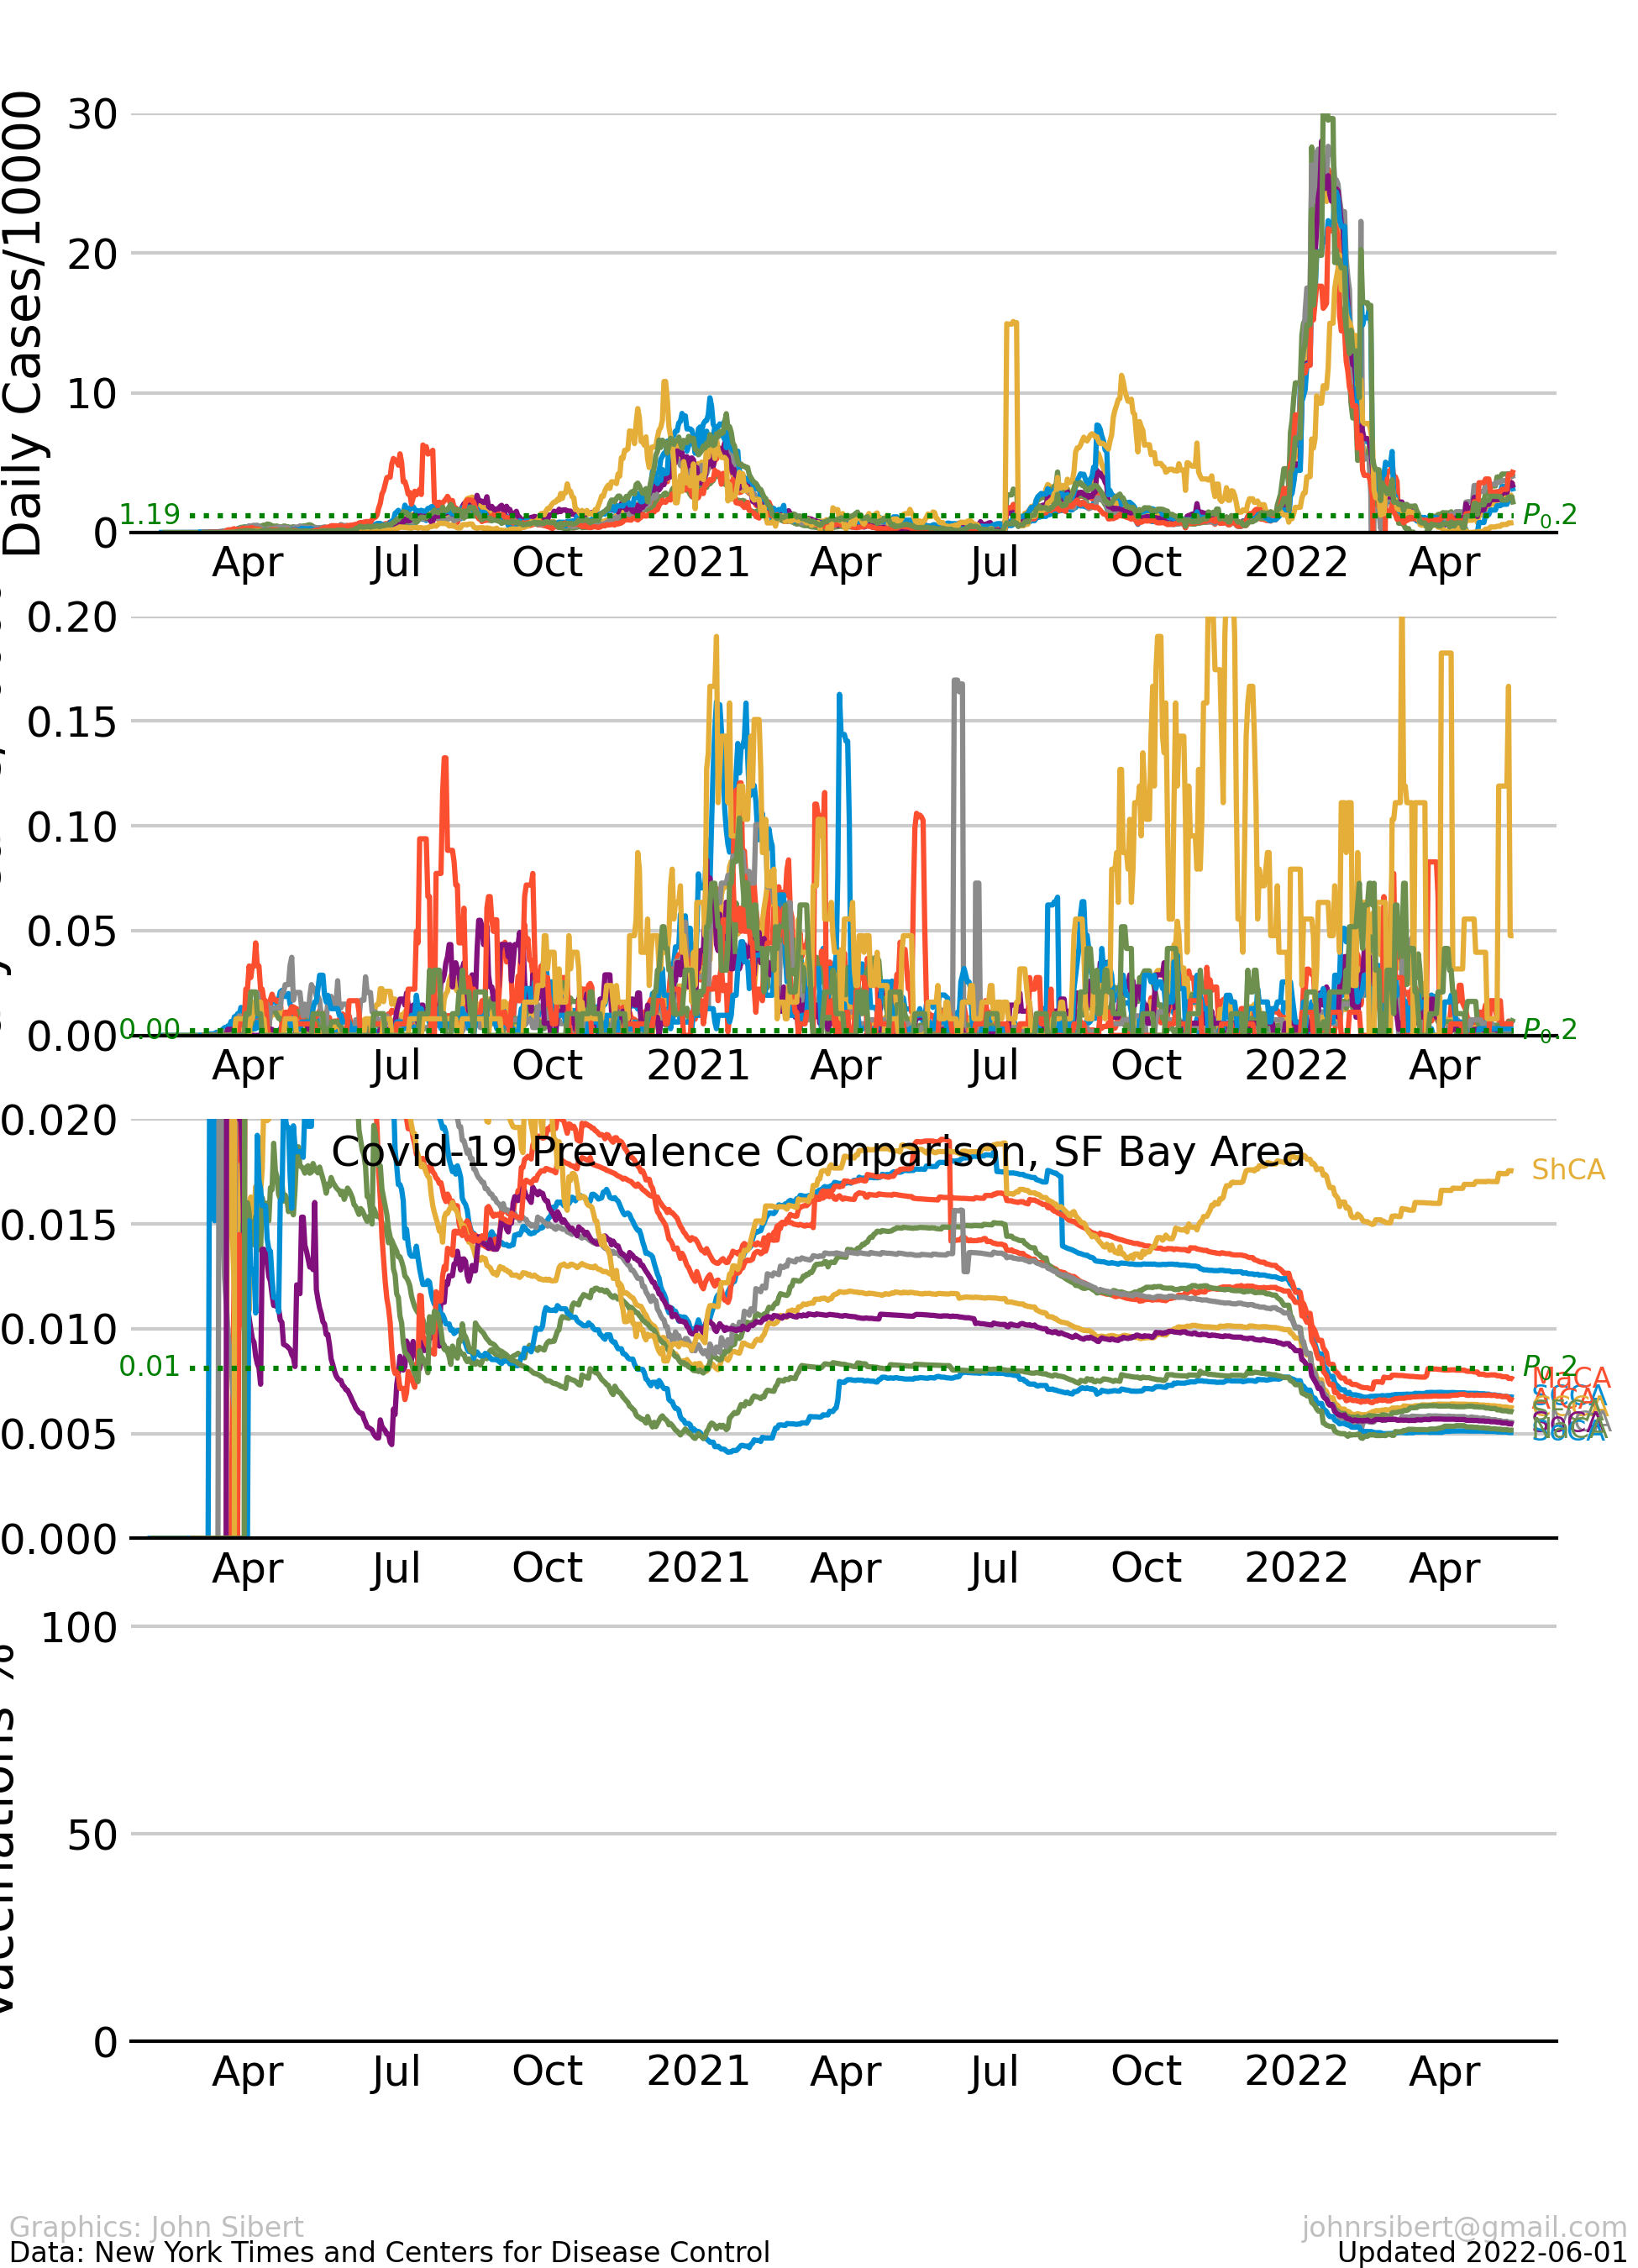 Daily Cases/10000
30
20
10
0
1.19
P₀.2
Apr Jul Oct 2021 Apr Jul Oct 2022 Apr
0.20
0.15
0.10
0.05
0.00
0.00
P₀.2
Apr Jul Oct 2021 Apr Jul Oct 2022 Apr
0.020
0.015
0.010
0.005
0.000
Covid-19 Prevalence Comparison, SF Bay Area
ShCA
0.01
P₀.2
MaCA
SoCA
Apr Jul Oct 2021 Apr Jul Oct 2022 Apr
Vaccinations %
100
50
0
Apr Jul Oct 2021 Apr Jul Oct 2022 Apr
Graphics: John Sibert
johnrsibert@gmail.com
Data: New York Times and Centers for Disease Control
Updated 2022-06-01